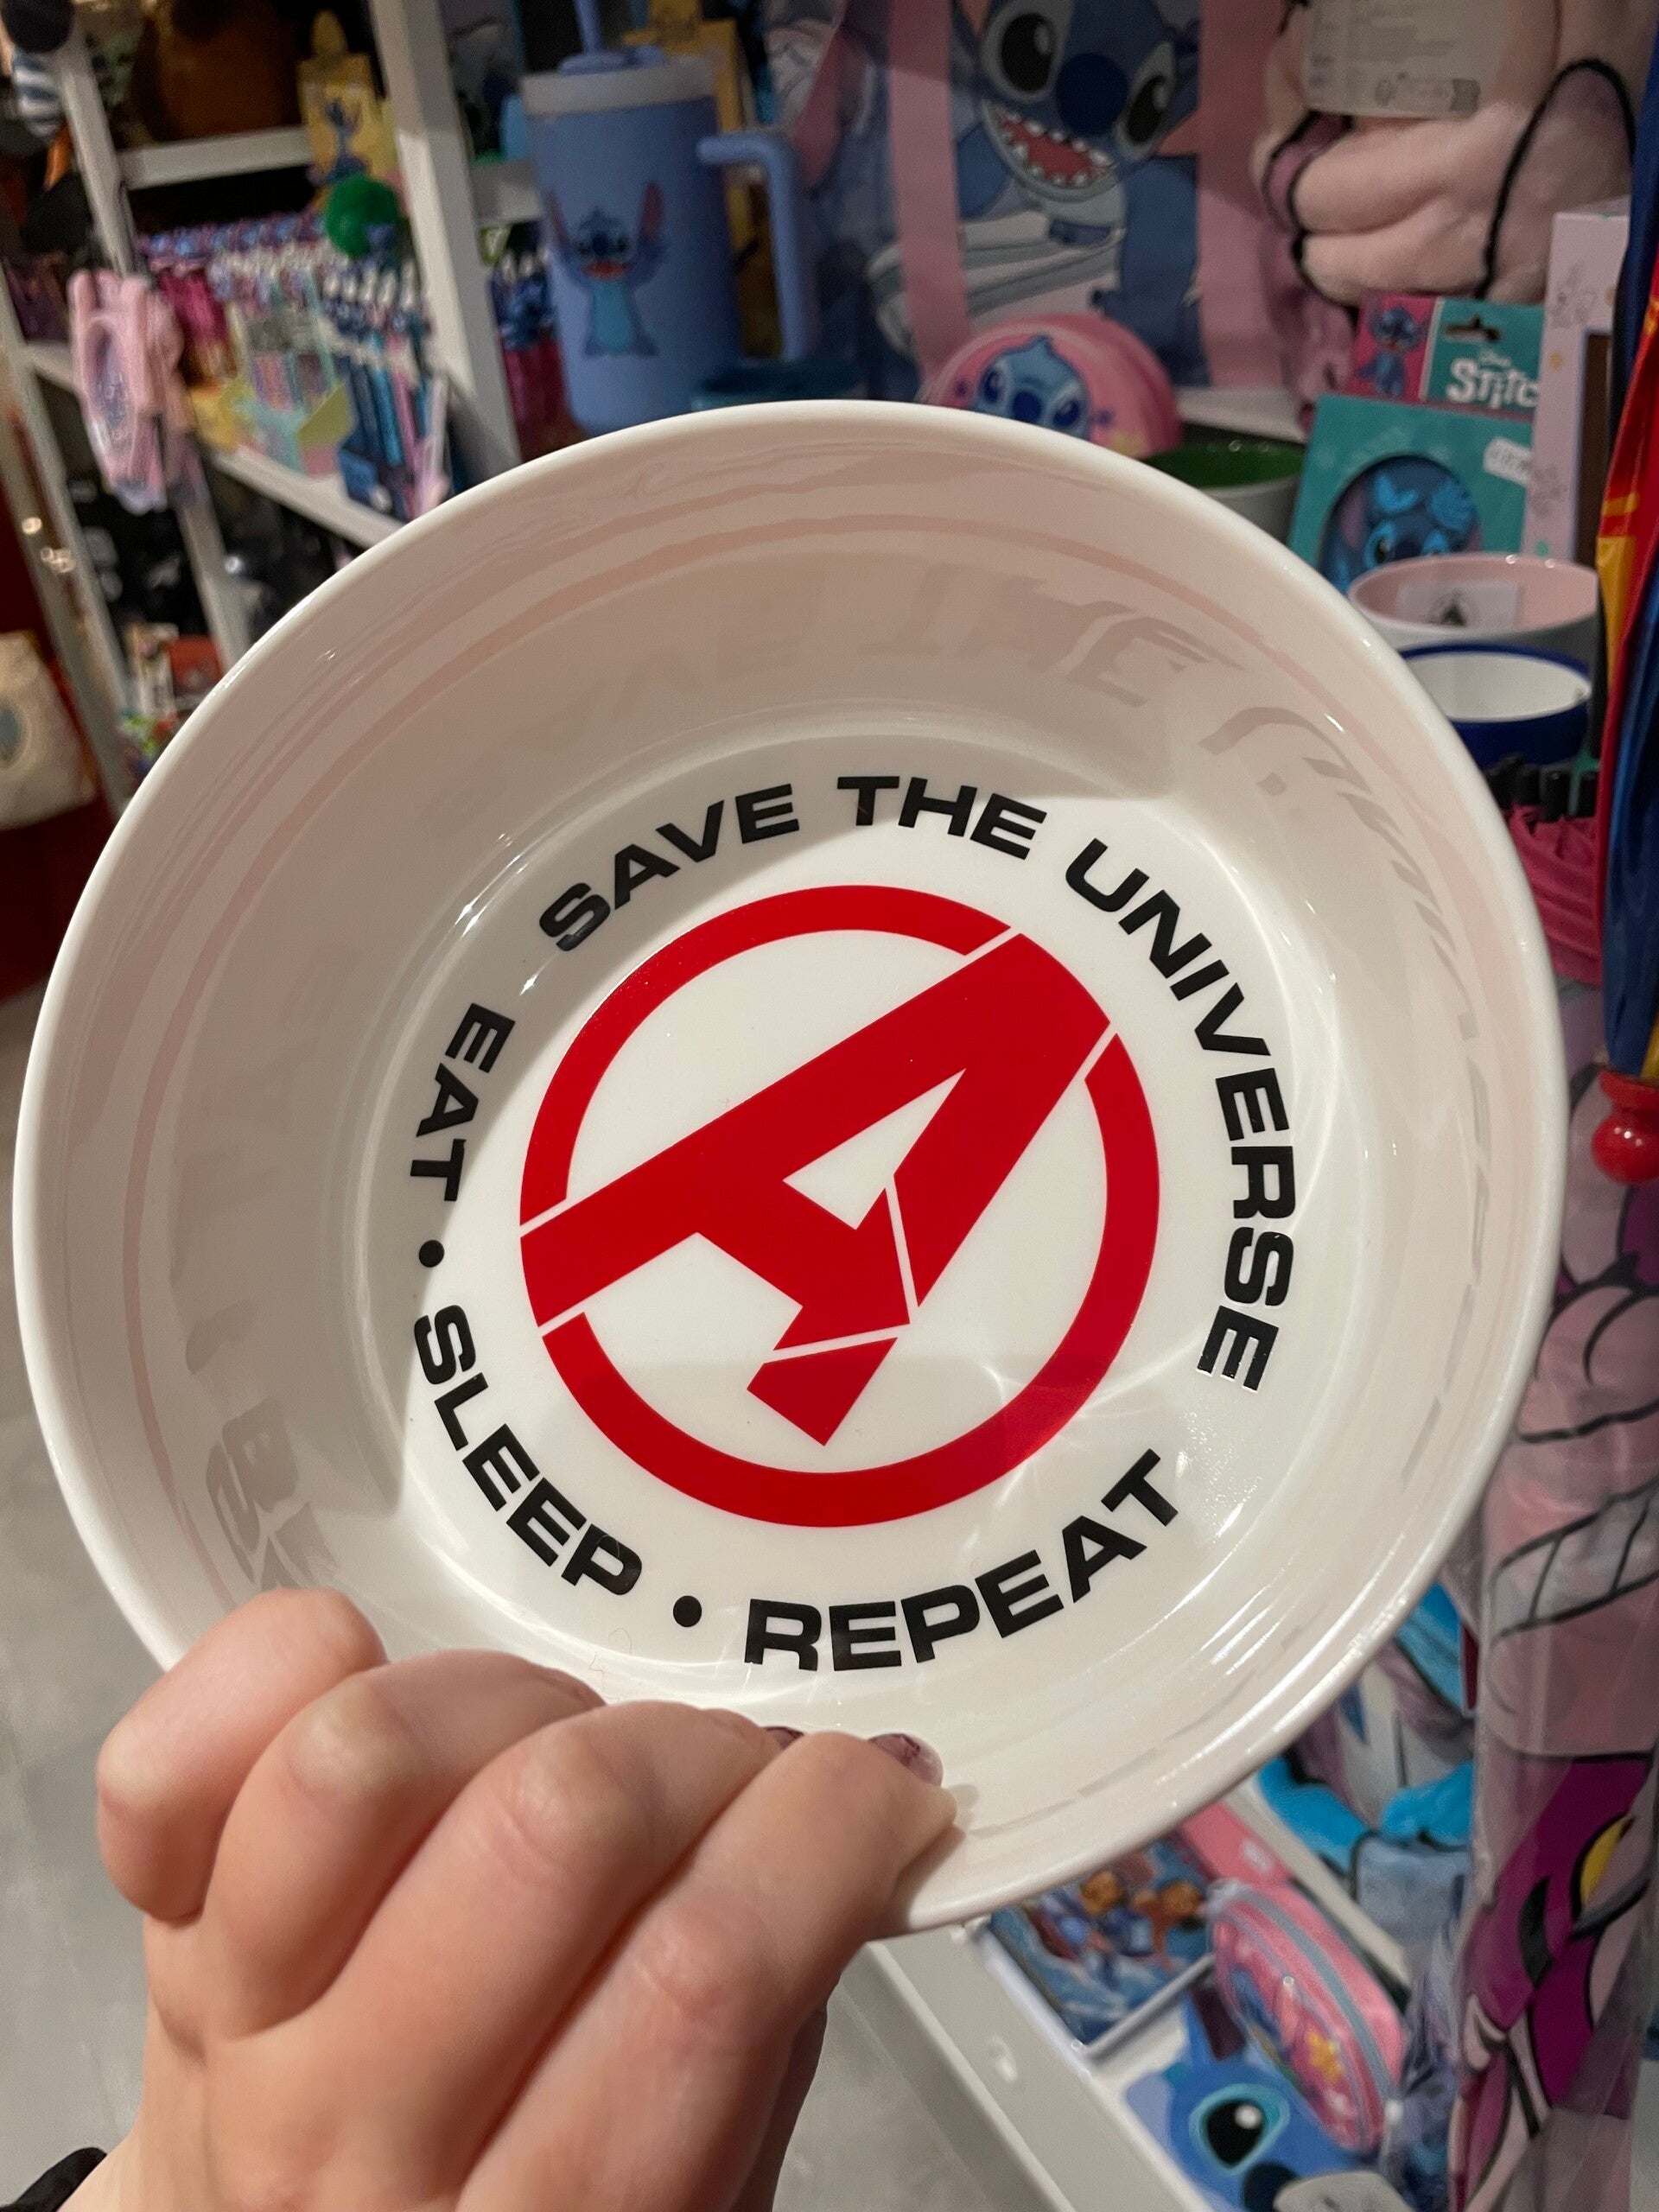 SAVE THE UNIVERSE
EAT • SLEEP • REPEAT
Stitch